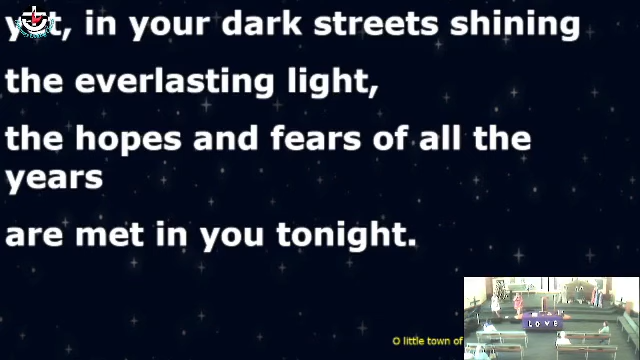 yet, in your dark streets shining
the everlasting light,
the hopes and fears of all the
years
are met in you tonight.
O little town of
LOVE